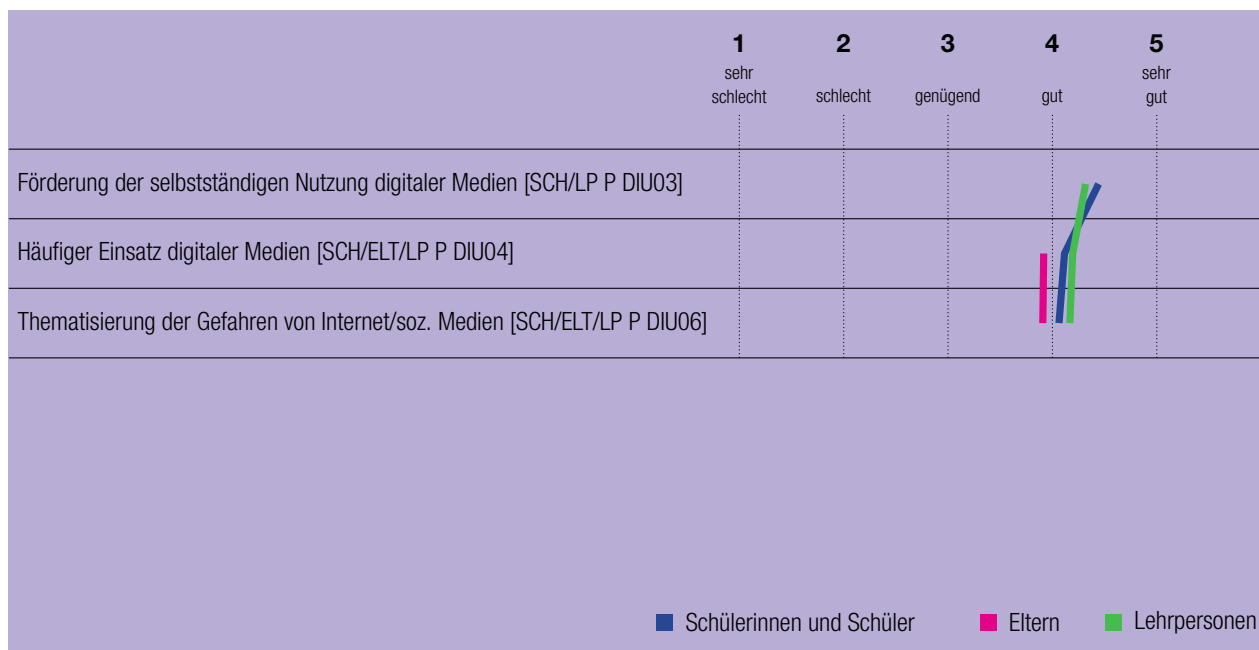 1 2 3 4 5
sehr schlecht schlecht genügend gut sehr gut
Förderung der selbstständigen Nutzung digitaler Medien [SCH/LP P DIU03]
Häufiger Einsatz digitaler Medien [SCH/ELT/LP P DIU04]
Thematisierung der Gefahren von Internet/soz. Medien [SCH/ELT/LP P DIU06]
Schülerinnen und Schüler Eltern Lehrpersonen